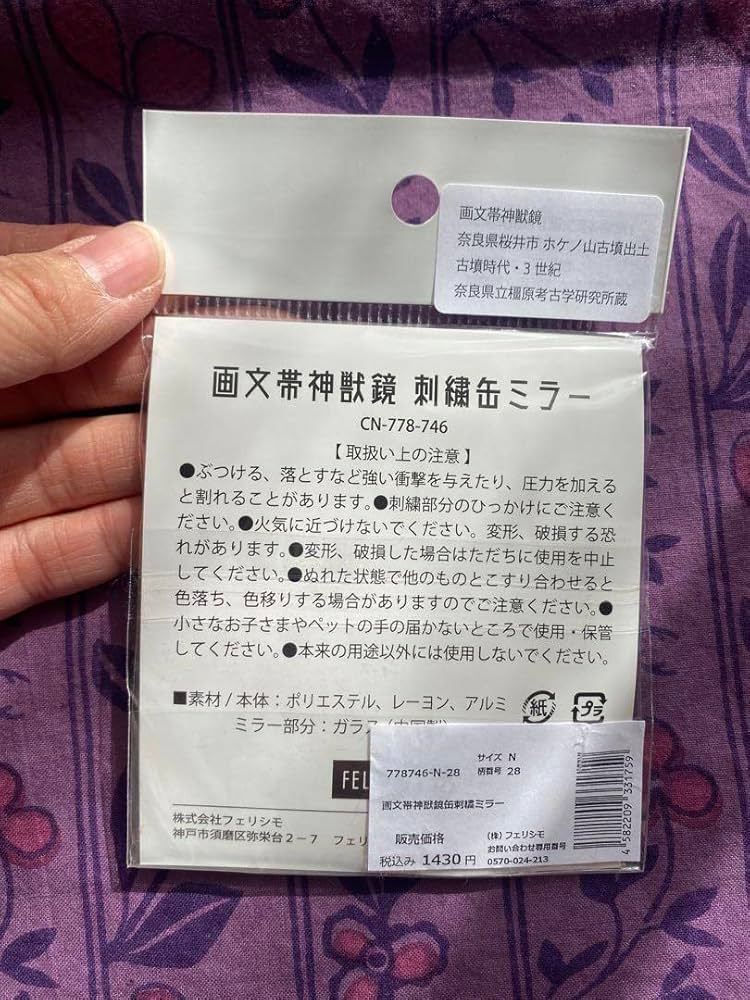 画文帯神獣鏡
奈良県桜井市 ホケノ山古墳出土
古墳時代・3世紀
奈良県立橿原考古学研究所蔵
画文帯神獣鏡 刺繍缶ミラー
CN-778-746
【 取扱い上の注意 】
●ぶつける、落とすなど強い衝撃を与えたり、圧力を加える
と割れることがあります。●刺繍部分のひっかけにご注意く
ださい。●火気に近づけないでください。変形、破損する恐
れがあります。●変形、破損した場合はただちに使用を中止
してください。●ぬれた状態で他のものとこすり合わせると
色落ち、色移りする場合がありますのでご注意ください。●
小さなお子さまやペットの手の届かないところで使用・保管
してください。●本来の用途以外には使用しないでください。
■素材 / 本体：ポリエステル、レーヨン、アルミ
ミラー部分：ガラス（中国製）
紙
プラ
FEL
株式会社フェリシモ
神戸市須磨区弥栄台2－7 フェリ
サイズ N
778746-N-28 柄番号 28
画文帯神獣鏡缶刺繍ミラー
販売価格
税込み 1430 円
(株) フェリシモ
お問い合わせ専用番号
0570-024-213
4 582209 331759